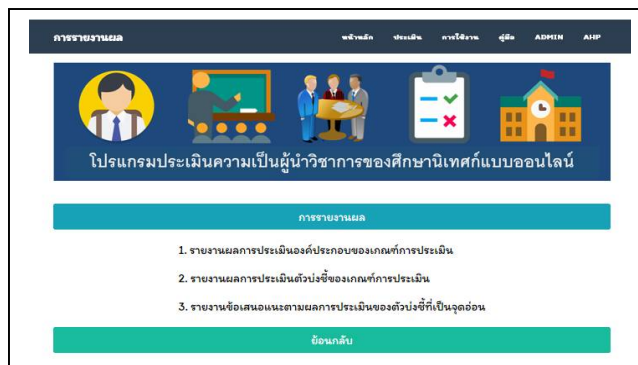 การรายงานผล
หน้าหลัก ประเมิน การใช้งาน คู่มือ ADMIN AHP
โปรแกรมประเมินความเป็นผู้นำวิชาการของศึกษานิเทศก์แบบออนไลน์
การรายงานผล
1. รายงานผลการประเมินองค์ประกอบของเกณฑ์การประเมิน
2. รายงานผลการประเมินตัวบ่งชี้ของเกณฑ์การประเมิน
3. รายงานข้อเสนอแนะตามผลการประเมินของตัวบ่งชี้ที่เป็นจุดอ่อน
ย้อนกลับ